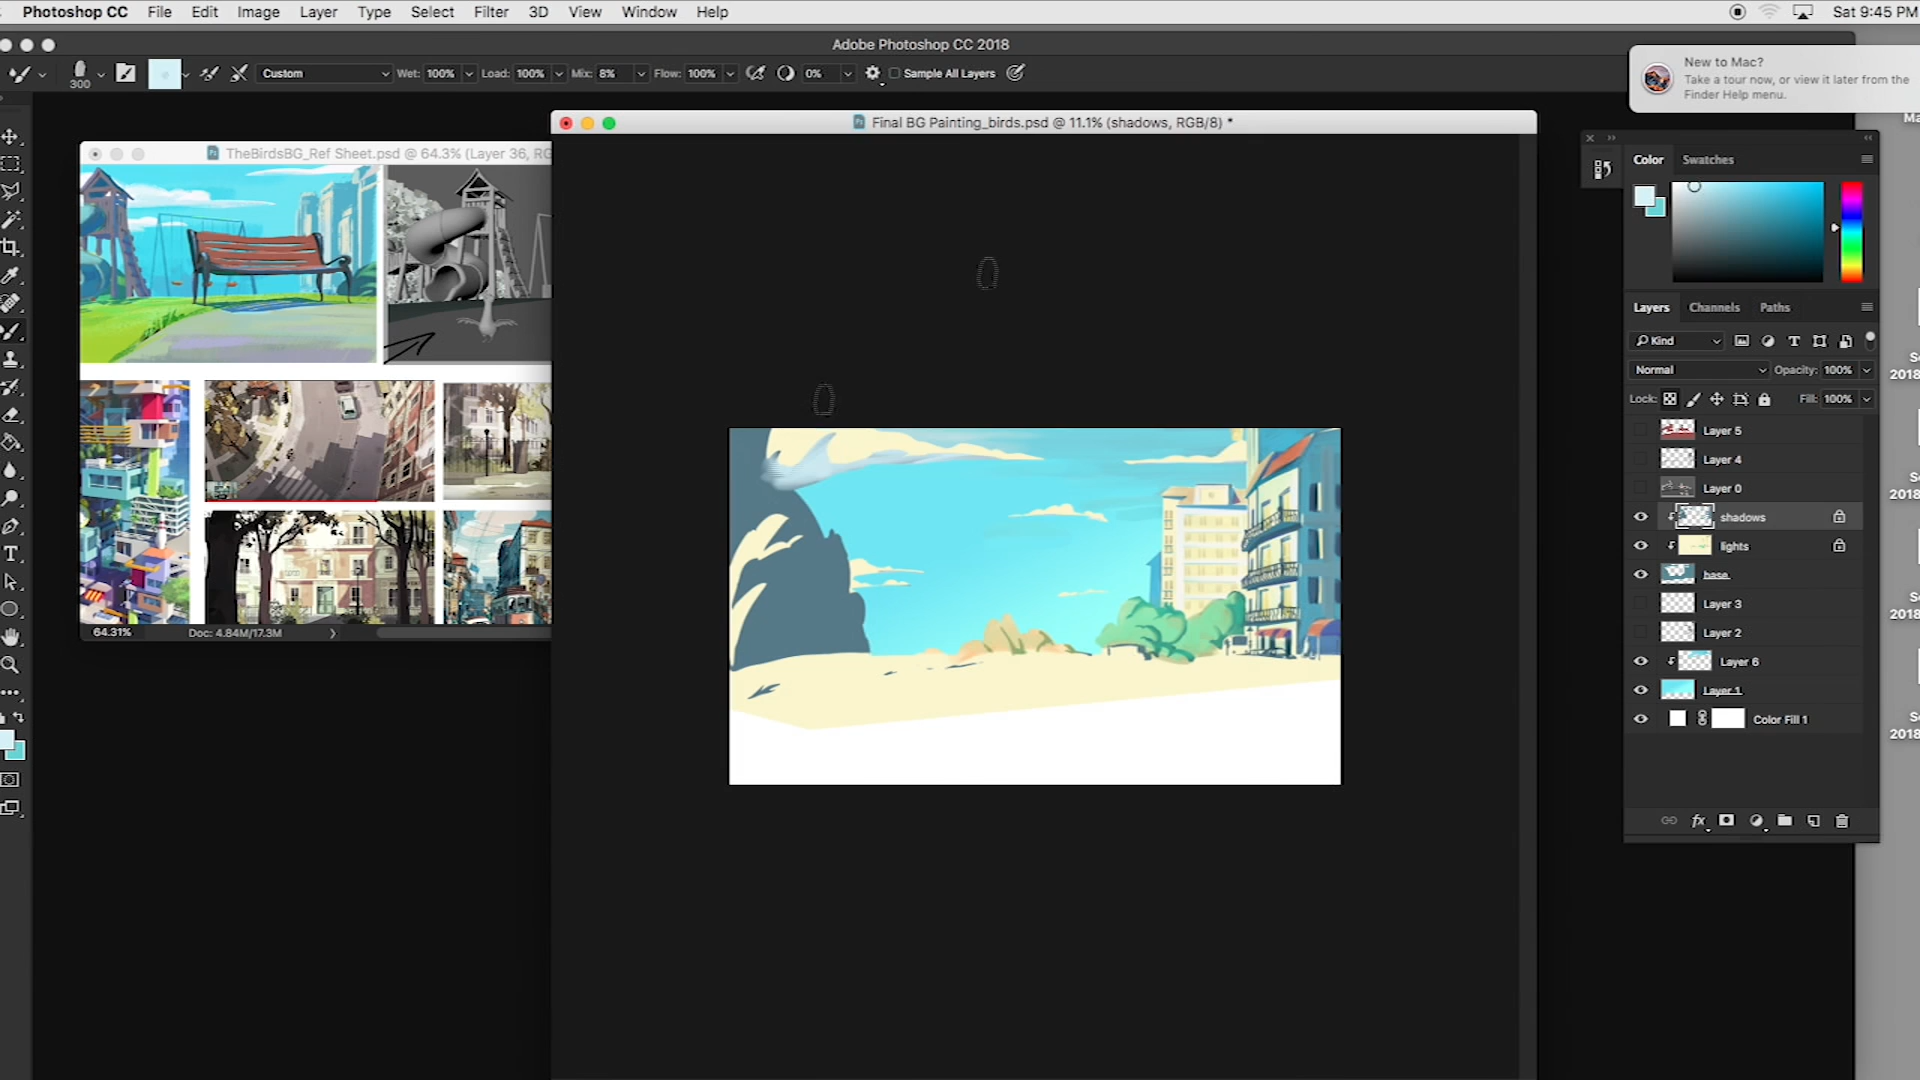 Photoshop CC File Edit Image Layer Type Select Filter 3D View Window Help Sat 9:45 PM
Adobe Photoshop CC 2018
300 Custom Wet: 100% Load: 100% Mix: 8% Flow: 100% 0% Sample All Layers
New to Mac?
Take a tour now, or view it later from the
Finder Help menu.
Final BG Painting_birds.psd @ 11.1% (shadows, RGB/8) *
TheBirdsBG_Ref Sheet.psd @ 64.3% (Layer 36, RG
64.31% Doc: 4.84M/17.3M
Color Swatches
Layers Channels Paths
Kind
Normal Opacity: 100%
Lock: Fill: 100%
Layer 5
Layer 4
Layer 0
shadows
lights
base
Layer 3
Layer 2
Layer 6
Layer 1
Color Fill 1
fx
2018
2018
2018
2018